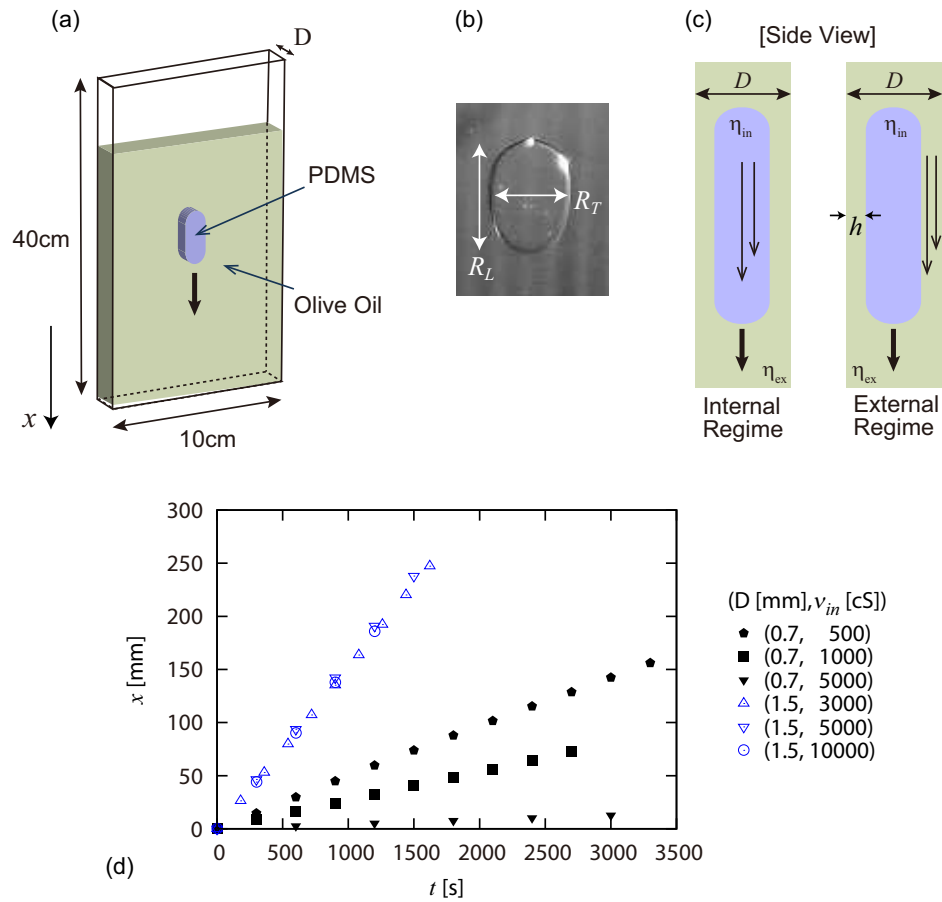 (a)
D
PDMS
40cm
Olive Oil
x
10cm
(b)
R_T
R_L
(c)
[Side View]
D
D
η_in
η_in
h
η_ex
η_ex
Internal
Regime
External
Regime
300
250
200
150
100
50
0
x [mm]
0 500 1000 1500 2000 2500 3000 3500
t [s]
(d)
(D [mm],ν_in [cS])
(0.7, 500)
(0.7, 1000)
(0.7, 5000)
(1.5, 3000)
(1.5, 5000)
(1.5, 10000)